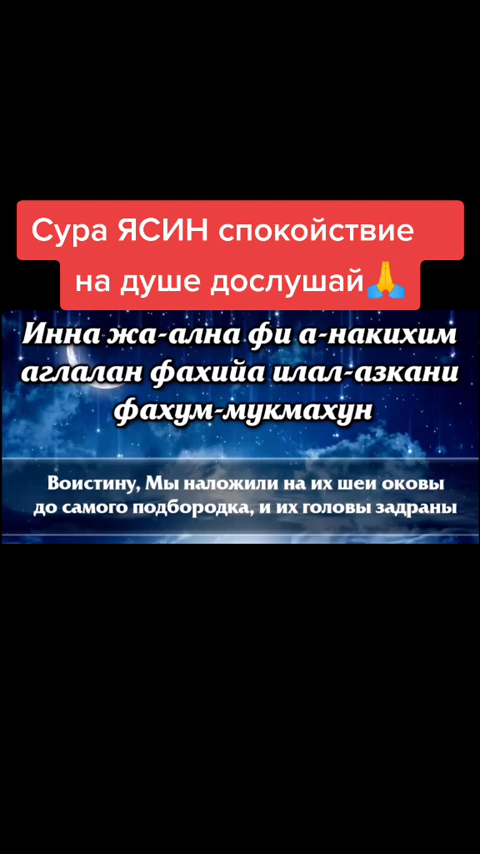 Сура ЯСИН спокойствие
на душе дослушай🙏
Инна жа-ална фи а-накихим
аглалан фахийа илал-азкани
фахум-мукмахун
Воистину, Мы наложили на их шеи оковы
до самого подбородка, и их головы задраны